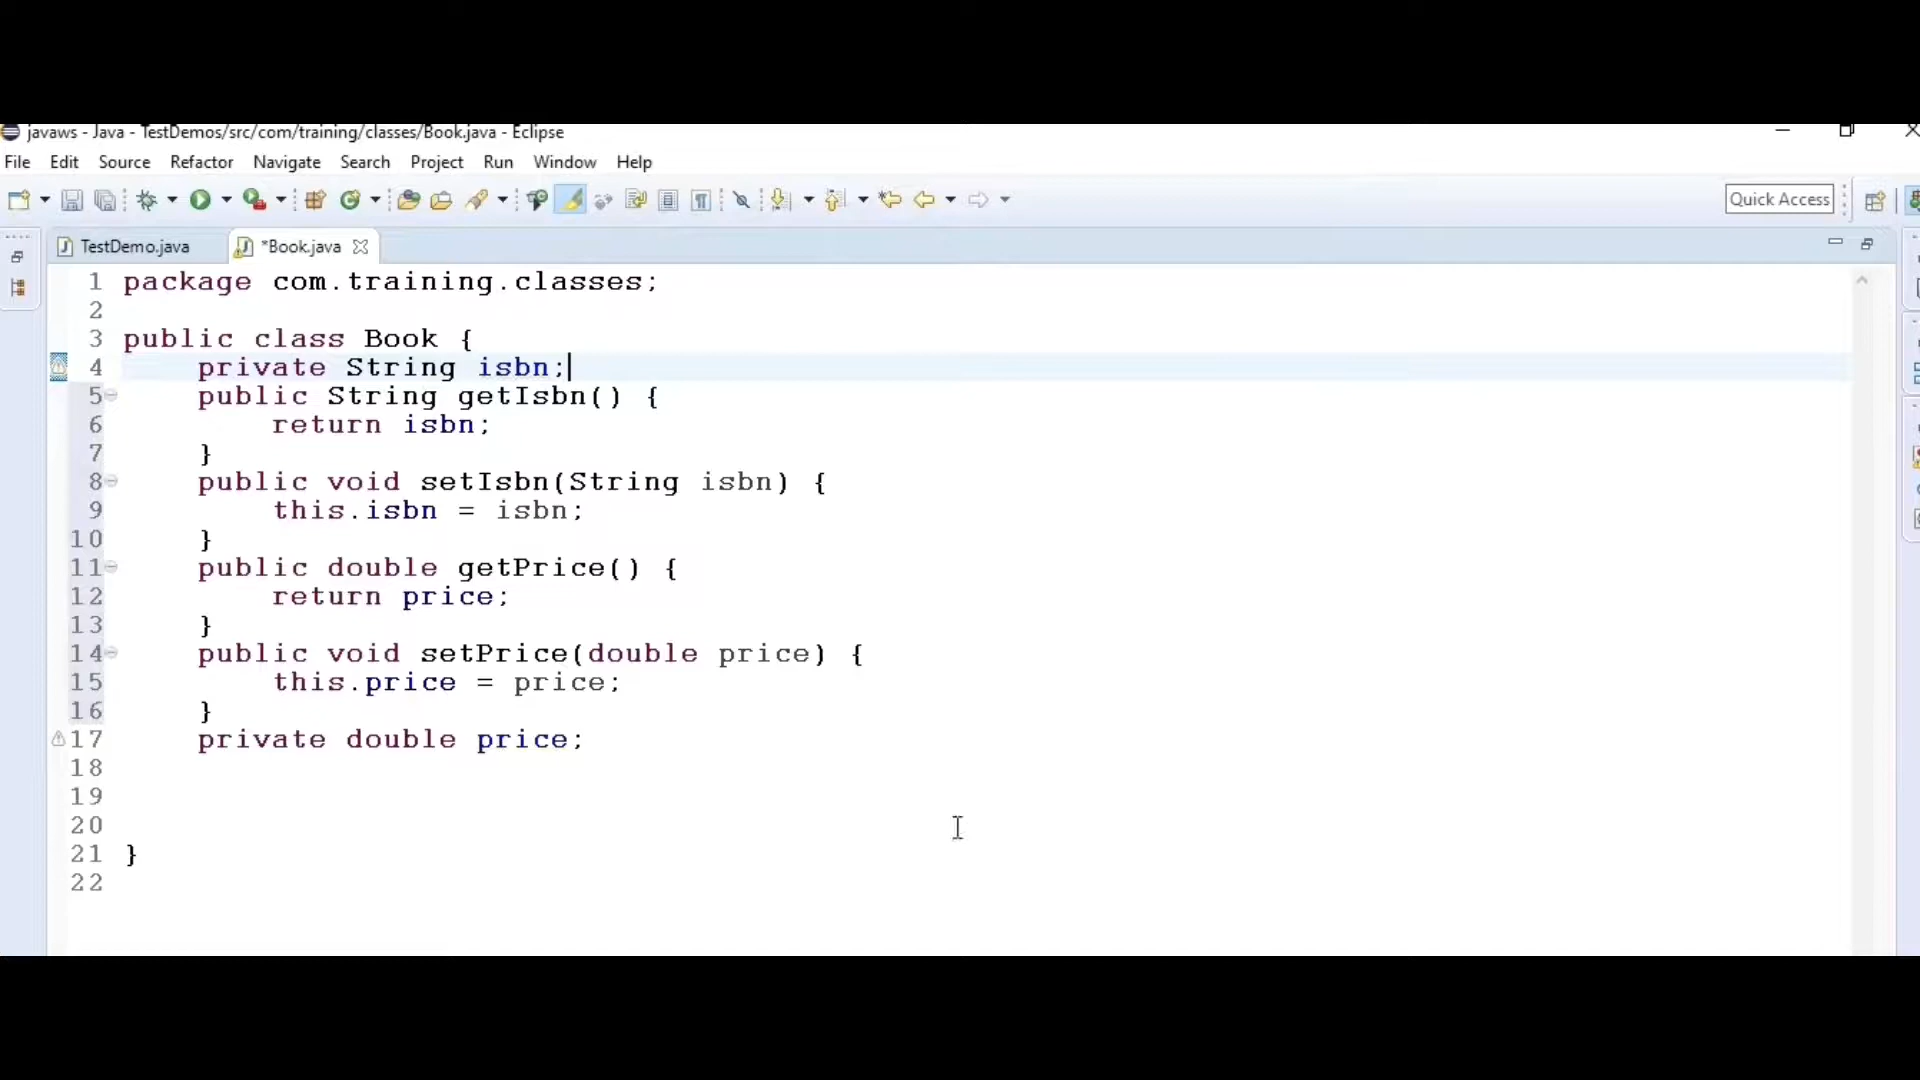 javaws - Java - TestDemos/src/com/training/classes/Book.java - Eclipse
File Edit Source Refactor Navigate Search Project Run Window Help
Quick Access
TestDemo.java *Book.java
1 package com.training.classes;
2
3 public class Book {
4     private String isbn;
5     public String getIsbn() {
6         return isbn;
7     }
8     public void setIsbn(String isbn) {
9         this.isbn = isbn;
10     }
11     public double getPrice() {
12         return price;
13     }
14     public void setPrice(double price) {
15         this.price = price;
16     }
17     private double price;
18
19
20
21 }
22